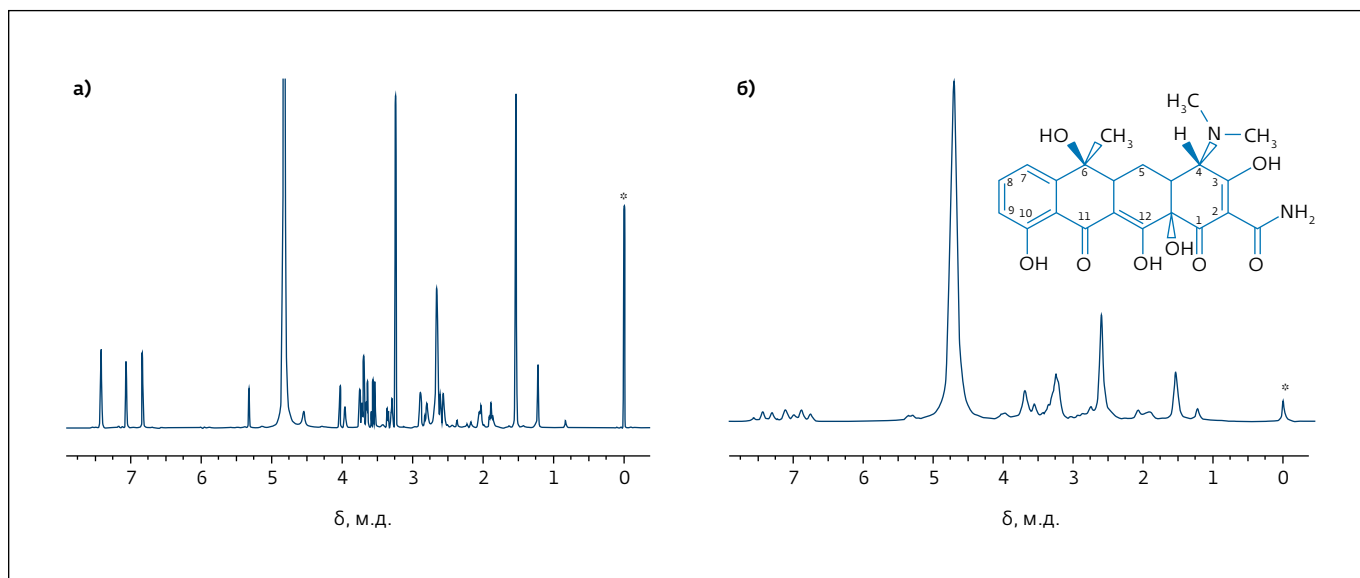 а)
7 6 5 4 3 2 1 0
δ, м.д.
*
б)
7 6 5 4 3 2 1 0
δ, м.д.
*
H₃C
HO CH₃ H N CH₃
6 5 4 OH
7 3
8
9 2 NH₂
10 11 12 1
OH
OH O OH O O